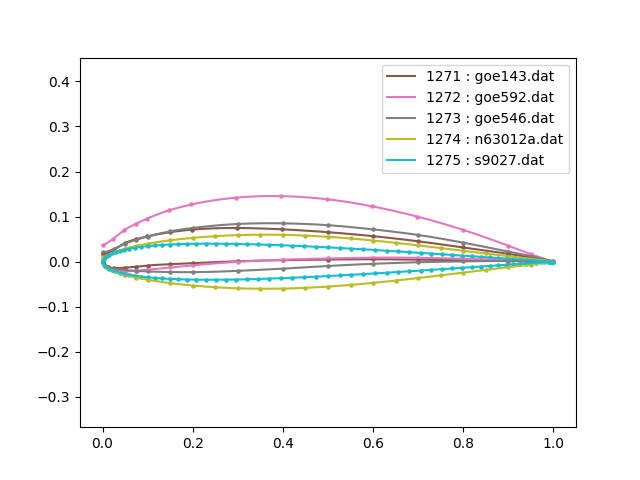 0.4
0.3
0.2
0.1
0.0
−0.1
−0.2
−0.3
0.0 0.2 0.4 0.6 0.8 1.0
1271 : goe143.dat
1272 : goe592.dat
1273 : goe546.dat
1274 : n63012a.dat
1275 : s9027.dat